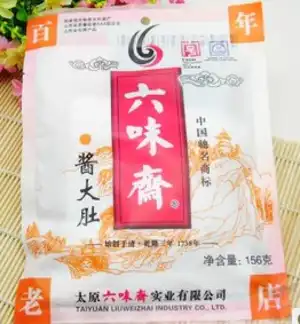 百年
六味齋
®
中国驰名商标
酱大肚
始创于清·乾隆三年 1738年
净含量:156克
老店
太原六味斋实业有限公司
TAIYUAN LIUWEIZHAI INDUSTRY CO.,LTD.